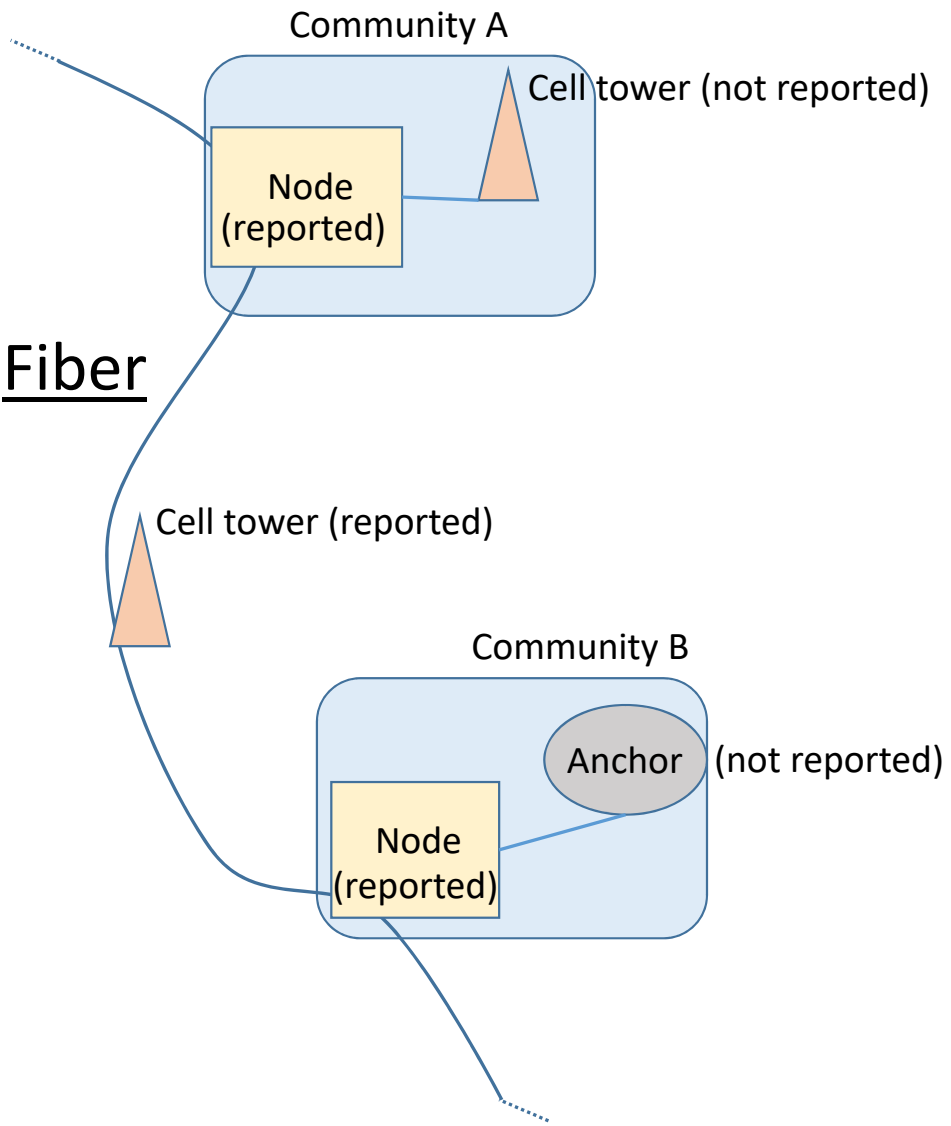 Community A
Cell tower (not reported)
Node
(reported)
Fiber
Cell tower (reported)
Community B
Anchor
(not reported)
Node
(reported)